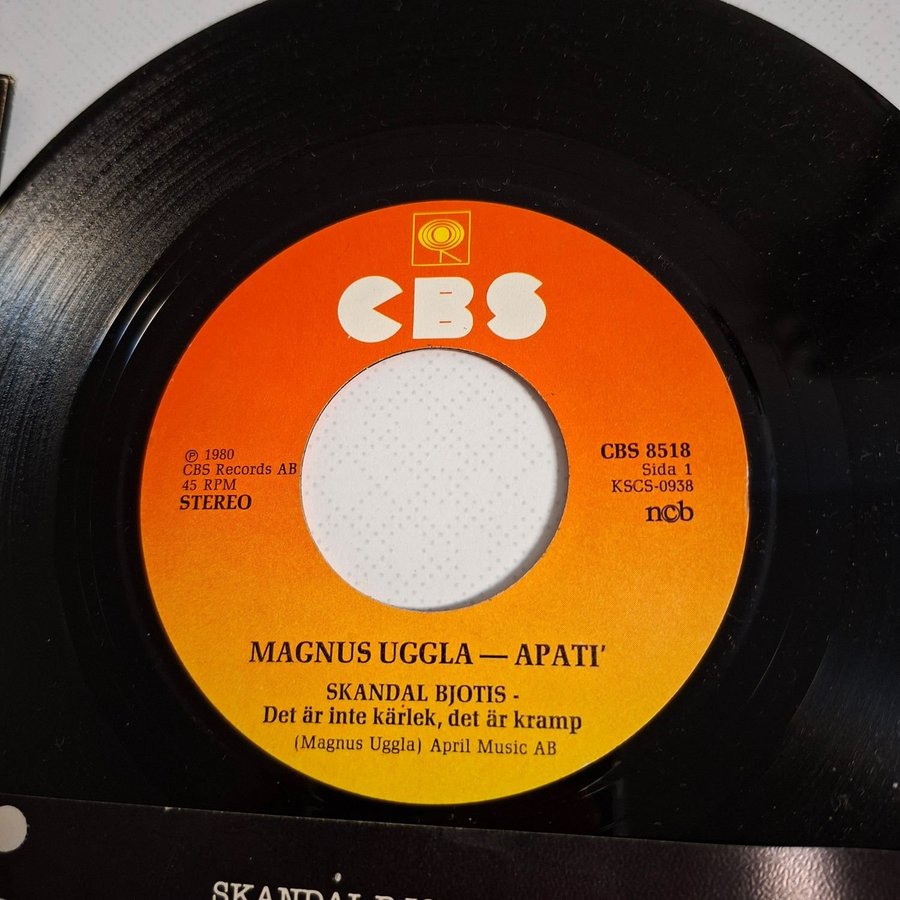 CBS
℗ 1980
CBS Records AB
45 RPM
STEREO
CBS 8518
Sida 1
KSCS-0938
ncb
MAGNUS UGGLA — APATI'
SKANDAL BJOTIS -
Det är inte kärlek, det är kramp
(Magnus Uggla) April Music AB
SKANDAL